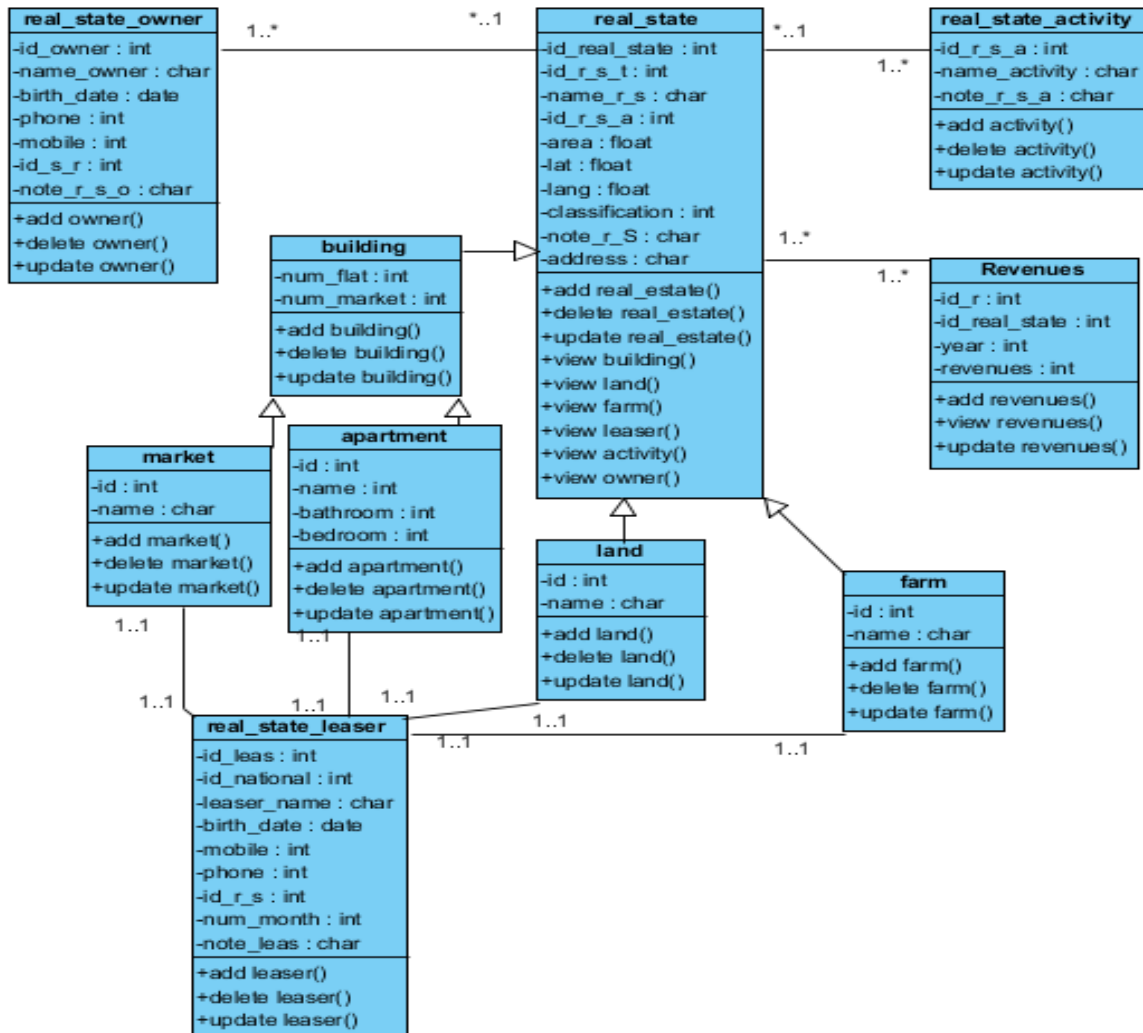 real_state_owner
-id_owner : int
-name_owner : char
-birth_date : date
-phone : int
-mobile : int
-id_s_r : int
-note_r_s_o : char
+add owner()
+delete owner()
+update owner()
1..*
*..1
real_state
-id_real_state : int
-id_r_s_t : int
-name_r_s : char
-id_r_s_a : int
-area : float
-lat : float
-lang : float
-classification : int
-note_r_S : char
-address : char
+add real_estate()
+delete real_estate()
+update real_estate()
+view building()
+view land()
+view farm()
+view leaser()
+view activity()
+view owner()
*..1
1..*
real_state_activity
-id_r_s_a : int
-name_activity : char
-note_r_s_a : char
+add activity()
+delete activity()
+update activity()
1..*
1..*
Revenues
-id_r : int
-id_real_state : int
-year : int
-revenues : int
+add revenues()
+view revenues()
+update revenues()
building
-num_flat : int
-num_market : int
+add building()
+delete building()
+update building()
market
-id : int
-name : char
+add market()
+delete market()
+update market()
apartment
-id : int
-name : int
-bathroom : int
-bedroom : int
+add apartment()
+delete apartment()
+update apartment()
land
-id : int
-name : char
+add land()
+delete land()
+update land()
farm
-id : int
-name : char
+add farm()
+delete farm()
+update farm()
1..1
1..1
1..1
1..1
1..1
1..1
1..1
1..1
real_state_leaser
-id_leas : int
-id_national : int
-leaser_name : char
-birth_date : date
-mobile : int
-phone : int
-id_r_s : int
-num_month : int
-note_leas : char
+add leaser()
+delete leaser()
+update leaser()